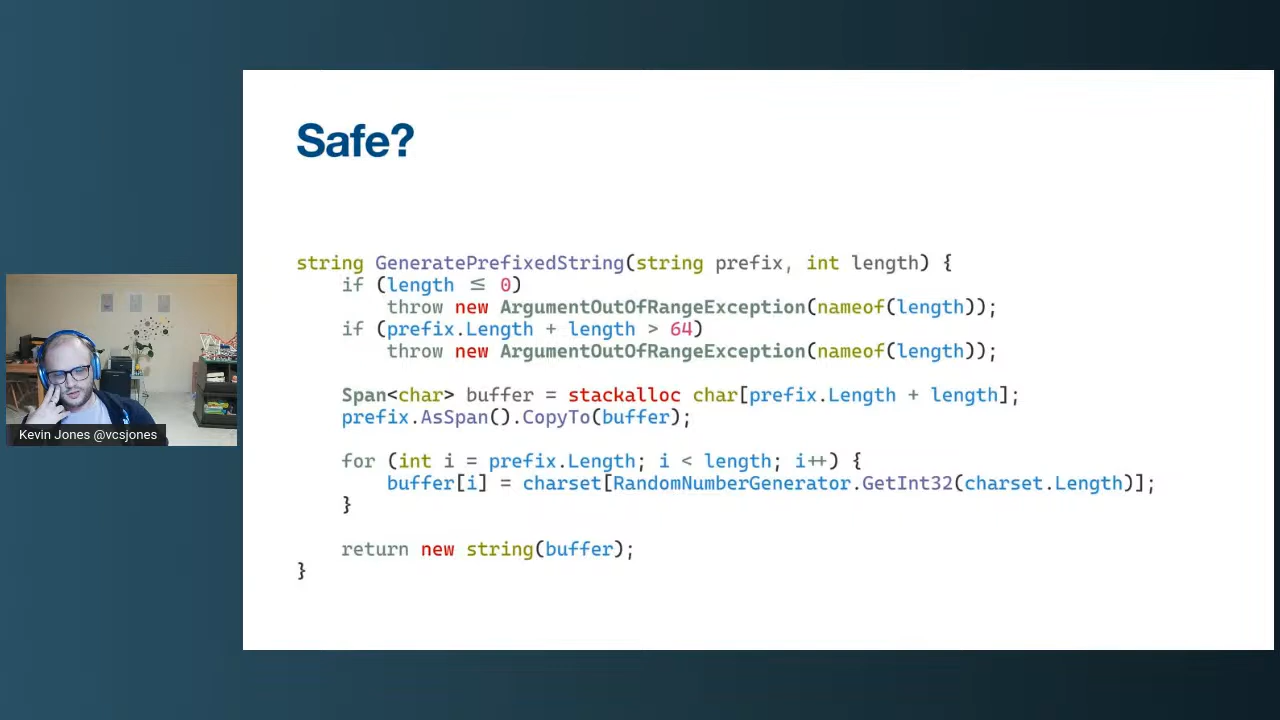 Safe?
string GeneratePrefixedString(string prefix, int length) {
    if (length ≤ 0)
        throw new ArgumentOutOfRangeException(nameof(length));
    if (prefix.Length + length > 64)
        throw new ArgumentOutOfRangeException(nameof(length));
    Span<char> buffer = stackalloc char[prefix.Length + length];
    prefix.AsSpan().CopyTo(buffer);
    for (int i = prefix.Length; i < length; i++) {
        buffer[i] = charset[RandomNumberGenerator.GetInt32(charset.Length)];
    }
    return new string(buffer);
}
Kevin Jones @vcsjones